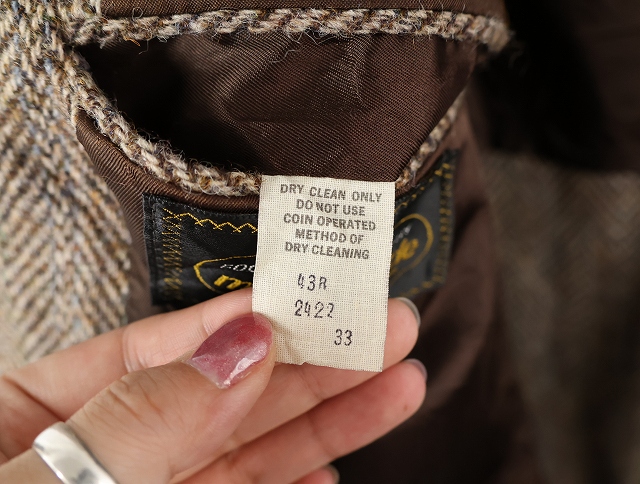 DRY CLEAN ONLY
DO NOT USE
COIN OPERATED
METHOD OF
DRY CLEANING
43R
2422
33